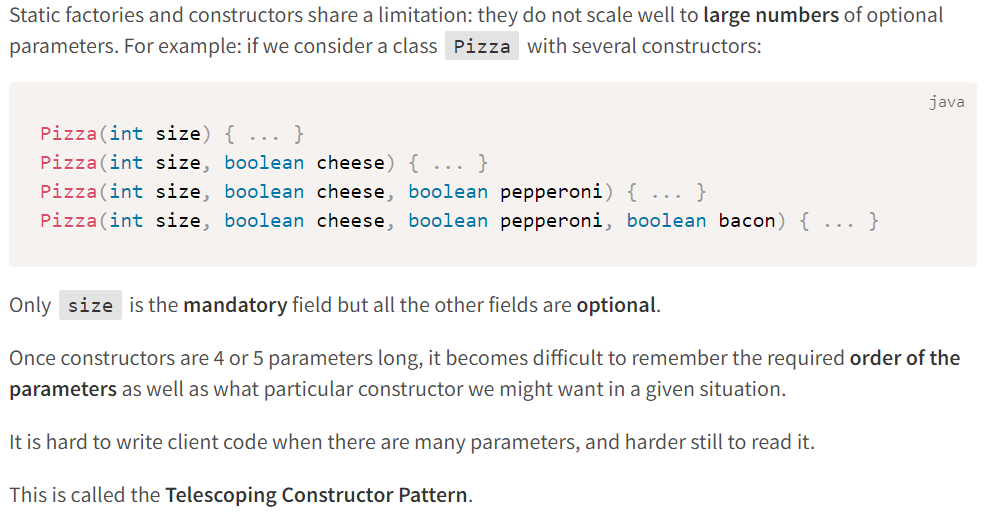 Static factories and constructors share a limitation: they do not scale well to large numbers of optional
parameters. For example: if we consider a class Pizza with several constructors:
java
Pizza(int size) { ... }
Pizza(int size, boolean cheese) { ... }
Pizza(int size, boolean cheese, boolean pepperoni) { ... }
Pizza(int size, boolean cheese, boolean pepperoni, boolean bacon) { ... }
Only size is the mandatory field but all the other fields are optional.
Once constructors are 4 or 5 parameters long, it becomes difficult to remember the required order of the
parameters as well as what particular constructor we might want in a given situation.
It is hard to write client code when there are many parameters, and harder still to read it.
This is called the Telescoping Constructor Pattern.